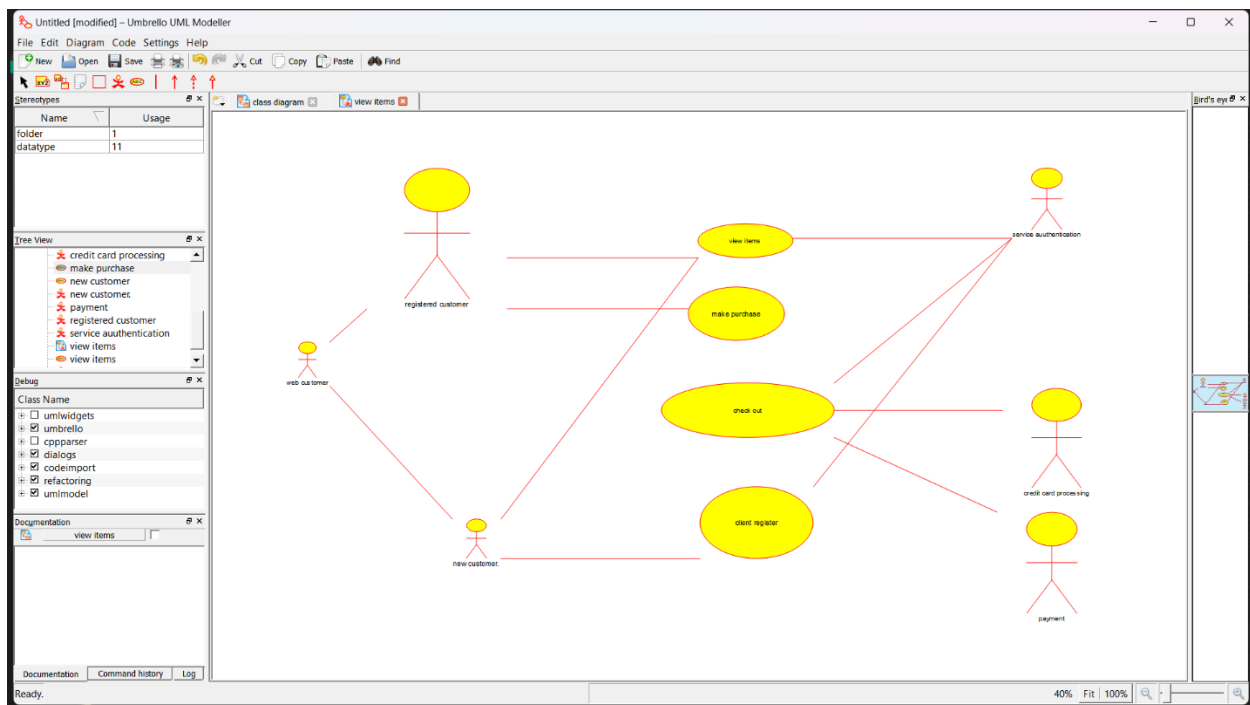 Untitled [modified] – Umbrello UML Modeller
File Edit Diagram Code Settings Help
New Open Save Cut Copy Paste Find
XYZ
Stereotypes
Name Usage
folder 1
datatype 11
Tree View
credit card processing
make purchase
new customer
new customer.
payment
registered customer
service auuthentication
view items
view items
Debug
Class Name
umlwidgets
umbrello
cppparser
dialogs
codeimport
refactoring
umlmodel
Documentation
view items
Documentation Command history Log
Ready.
class diagram view items
Bird's eye
registered customer
web customer
new customer.
view items
make purchase
check out
client register
service auuthentication
credit card processing
payment
40% Fit 100%